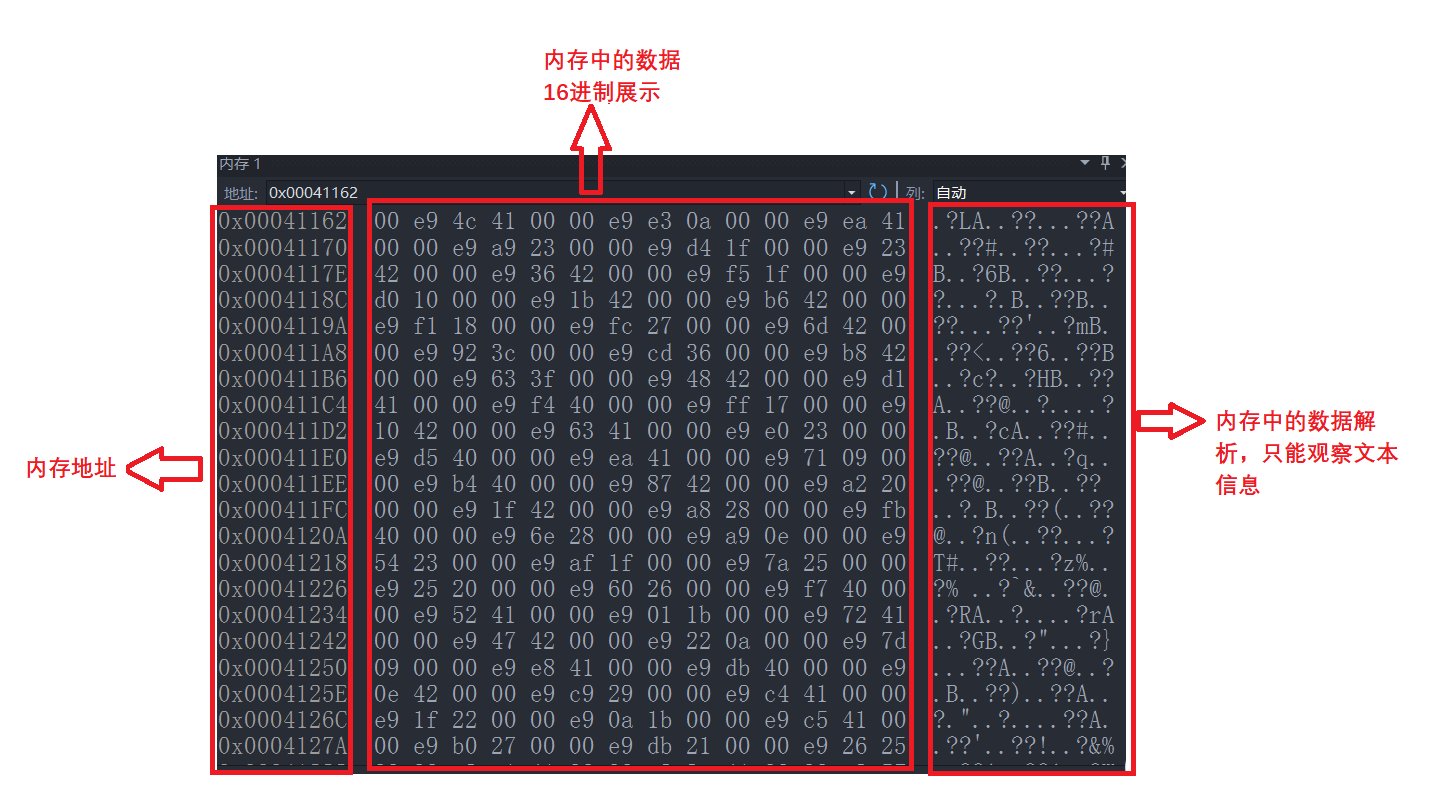 内存中的数据
16进制展示
内存 1
地址: 0x00041162 列: 自动
0x00041162 00 e9 4c 41 00 00 e9 e3 0a 00 00 e9 ea 41 .?LA..??....??A
0x00041170 00 00 e9 a9 23 00 00 e9 d4 1f 00 00 e9 23 ..??#..??...?#
0x0004117E 42 00 00 e9 36 42 00 00 e9 f5 1f 00 00 e9 B..?6B..??...?
0x0004118C d0 10 00 00 e9 1b 42 00 00 e9 b6 42 00 00 ?...?.B..??B..
0x0004119A e9 f1 18 00 00 e9 fc 27 00 00 e9 6d 42 00 ??...??'..?mB.
0x000411A8 00 e9 92 3c 00 00 e9 cd 36 00 00 e9 b8 42 .??<..??6..??B
0x000411B6 00 00 e9 63 3f 00 00 e9 48 42 00 00 e9 d1 ..?c?..?HB..??
0x000411C4 41 00 00 e9 f4 40 00 00 e9 ff 17 00 00 e9 A..??@..?....?
0x000411D2 10 42 00 00 e9 63 41 00 00 e9 e0 23 00 00 .B..?cA..??#..
0x000411E0 e9 d5 40 00 00 e9 ea 41 00 00 e9 71 09 00 ??@..??A..?q..
0x000411EE 00 e9 b4 40 00 00 e9 87 42 00 00 e9 a2 20 .??@..??B..??
0x000411FC 00 00 e9 1f 42 00 00 e9 a8 28 00 00 e9 fb ..?.B..??(..??
0x0004120A 40 00 00 e9 6e 28 00 00 e9 a9 0e 00 00 e9 @..?n(..??...?
0x00041218 54 23 00 00 e9 af 1f 00 00 e9 7a 25 00 00 T#..??...?z%..
0x00041226 e9 25 20 00 00 e9 60 26 00 00 e9 f7 40 00 ?% ..?`&..??@.
0x00041234 00 e9 52 41 00 00 e9 01 1b 00 00 e9 72 41 .?RA..?....?rA
0x00041242 00 00 e9 47 42 00 00 e9 22 0a 00 00 e9 7d ..?GB..?"...?}
0x00041250 09 00 00 e9 e8 41 00 00 e9 db 40 00 00 e9 ...??A..??@..?
0x0004125E 0e 42 00 00 e9 c9 29 00 00 e9 c4 41 00 00 .B..??)..??A..
0x0004126C e9 1f 22 00 00 e9 0a 1b 00 00 e9 c5 41 00 ?."..?....??A.
0x0004127A 00 e9 b0 27 00 00 e9 db 21 00 00 e9 26 25 .??'..??!..?&%
内存地址
内存中的数据解
析，只能观察文本
信息